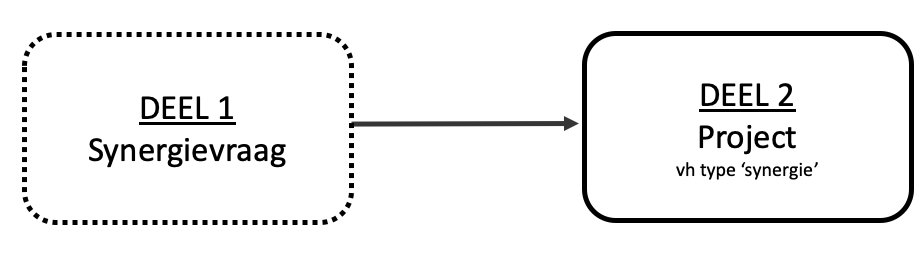 DEEL 1
Synergievraag
DEEL 2
Project
vh type ‘synergie’